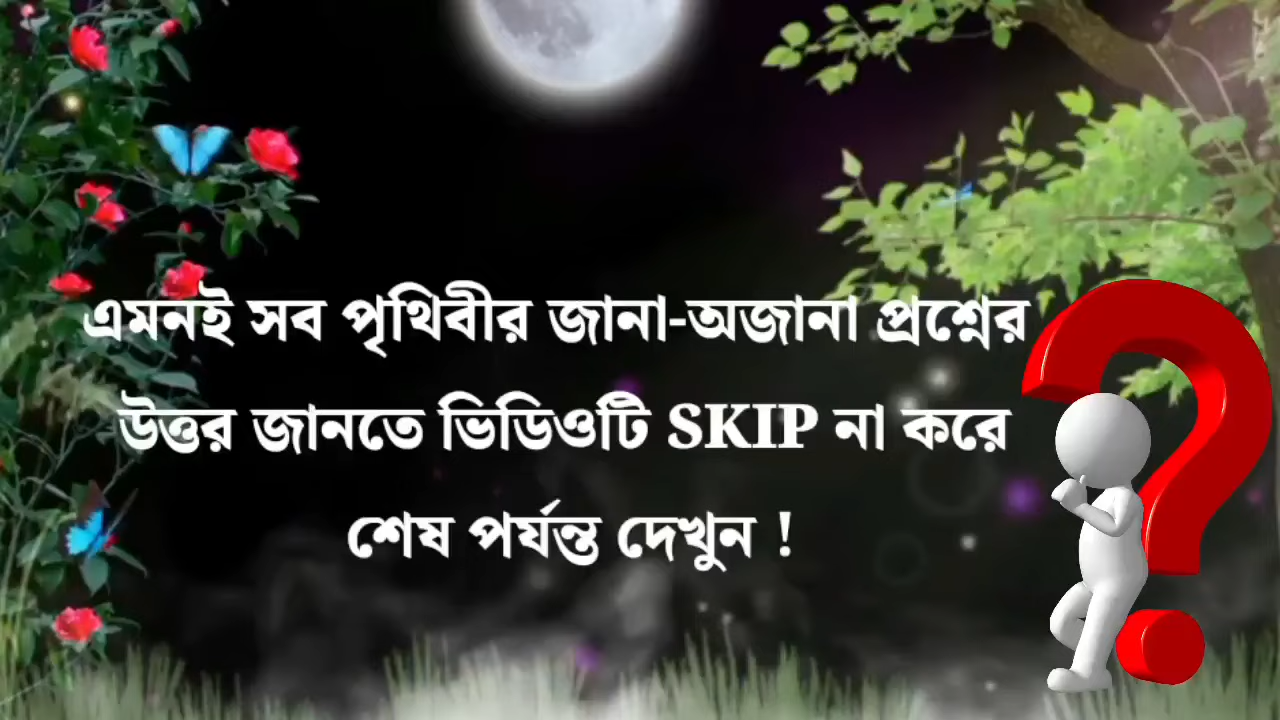 এমনই সব পৃথিবীর জানা-অজানা প্রশ্নের
উত্তর জানতে ভিডিওটি SKIP না করে
শেষ পর্যন্ত দেখুন !